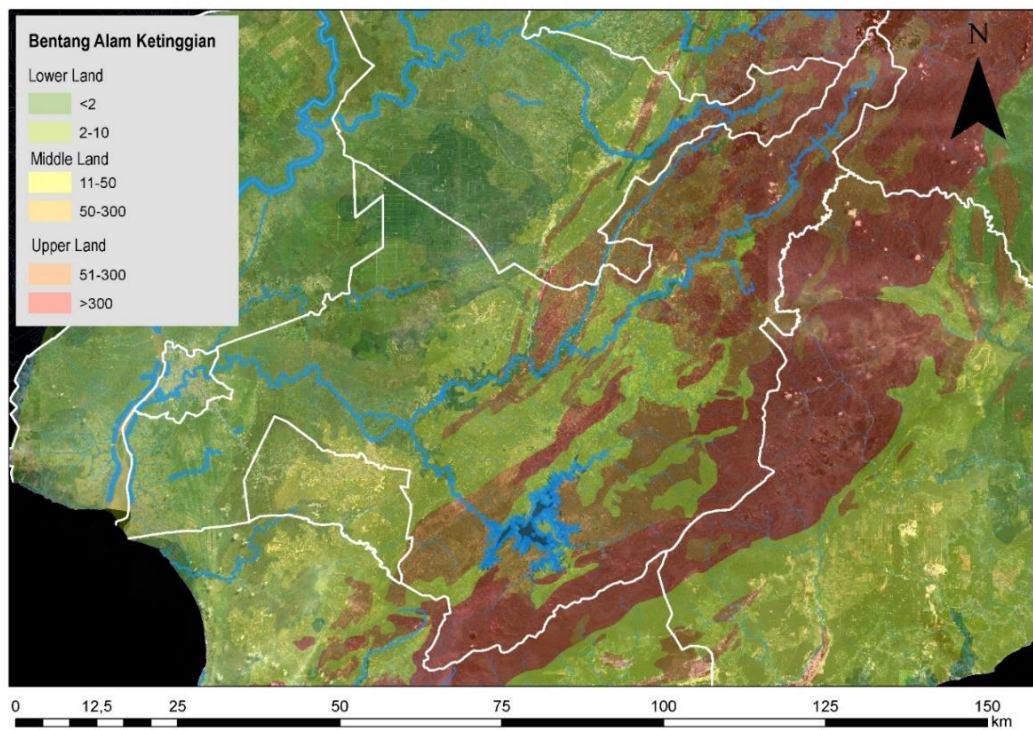 Bentang Alam Ketinggian
Lower Land
<2
2-10
Middle Land
11-50
50-300
Upper Land
51-300
>300
N
0 12,5 25 50 75 100 125 150
km